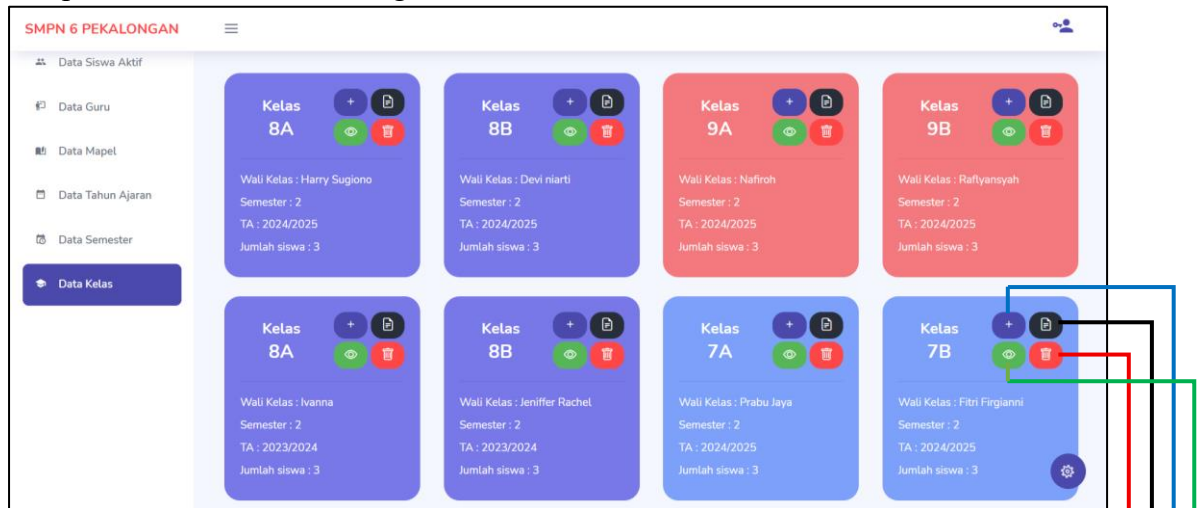 SMPN 6 PEKALONGAN
Data Siswa Aktif
Data Guru
Data Mapel
Data Tahun Ajaran
Data Semester
Data Kelas
Kelas
8A
Wali Kelas : Harry Sugiono
Semester : 2
TA : 2024/2025
Jumlah siswa : 3
Kelas
8B
Wali Kelas : Devi niarti
Semester : 2
TA : 2024/2025
Jumlah siswa : 3
Kelas
9A
Wali Kelas : Nafiroh
Semester : 2
TA : 2024/2025
Jumlah siswa : 3
Kelas
9B
Wali Kelas : Raflyansyah
Semester : 2
TA : 2024/2025
Jumlah siswa : 3
Kelas
8A
Wali Kelas : Ivanna
Semester : 2
TA : 2023/2024
Jumlah siswa : 3
Kelas
8B
Wali Kelas : Jeniffer Rachel
Semester : 2
TA : 2023/2024
Jumlah siswa : 3
Kelas
7A
Wali Kelas : Prabu Jaya
Semester : 2
TA : 2024/2025
Jumlah siswa : 3
Kelas
7B
Wali Kelas : Fitri Firgianni
Semester : 2
TA : 2024/2025
Jumlah siswa : 3